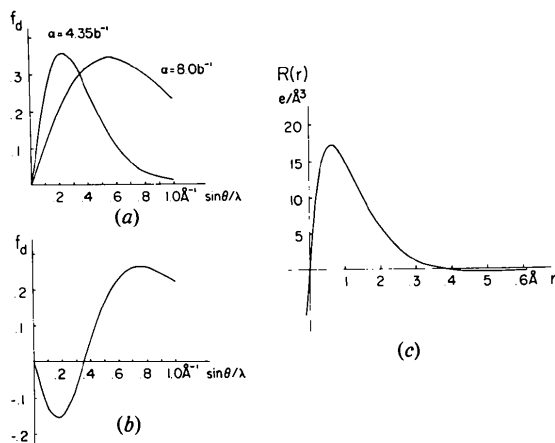 f_d
α=4.35b⁻¹
α=8.0b⁻¹
.3
.2
.1
.2 .4 .6 .8 1.0Å⁻¹ sinθ/λ
(a)
f_d
.2
.1
.2 .4 .6 .8 1.0Å⁻¹ sinθ/λ
-.1
-.2
(b)
R(r)
e/Å³
20
15
10
5
.1 .2 .3 .4 .5 .6Å r
(c)